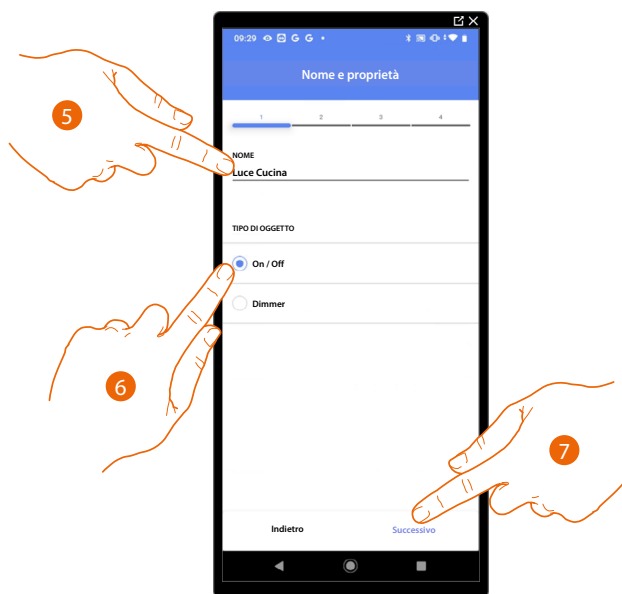 09:29 G G
Nome e proprietà
1 2 3 4
5
NOME
Luce Cucina
TIPO DI OGGETTO
On / Off
Dimmer
6
7
Indietro Successivo